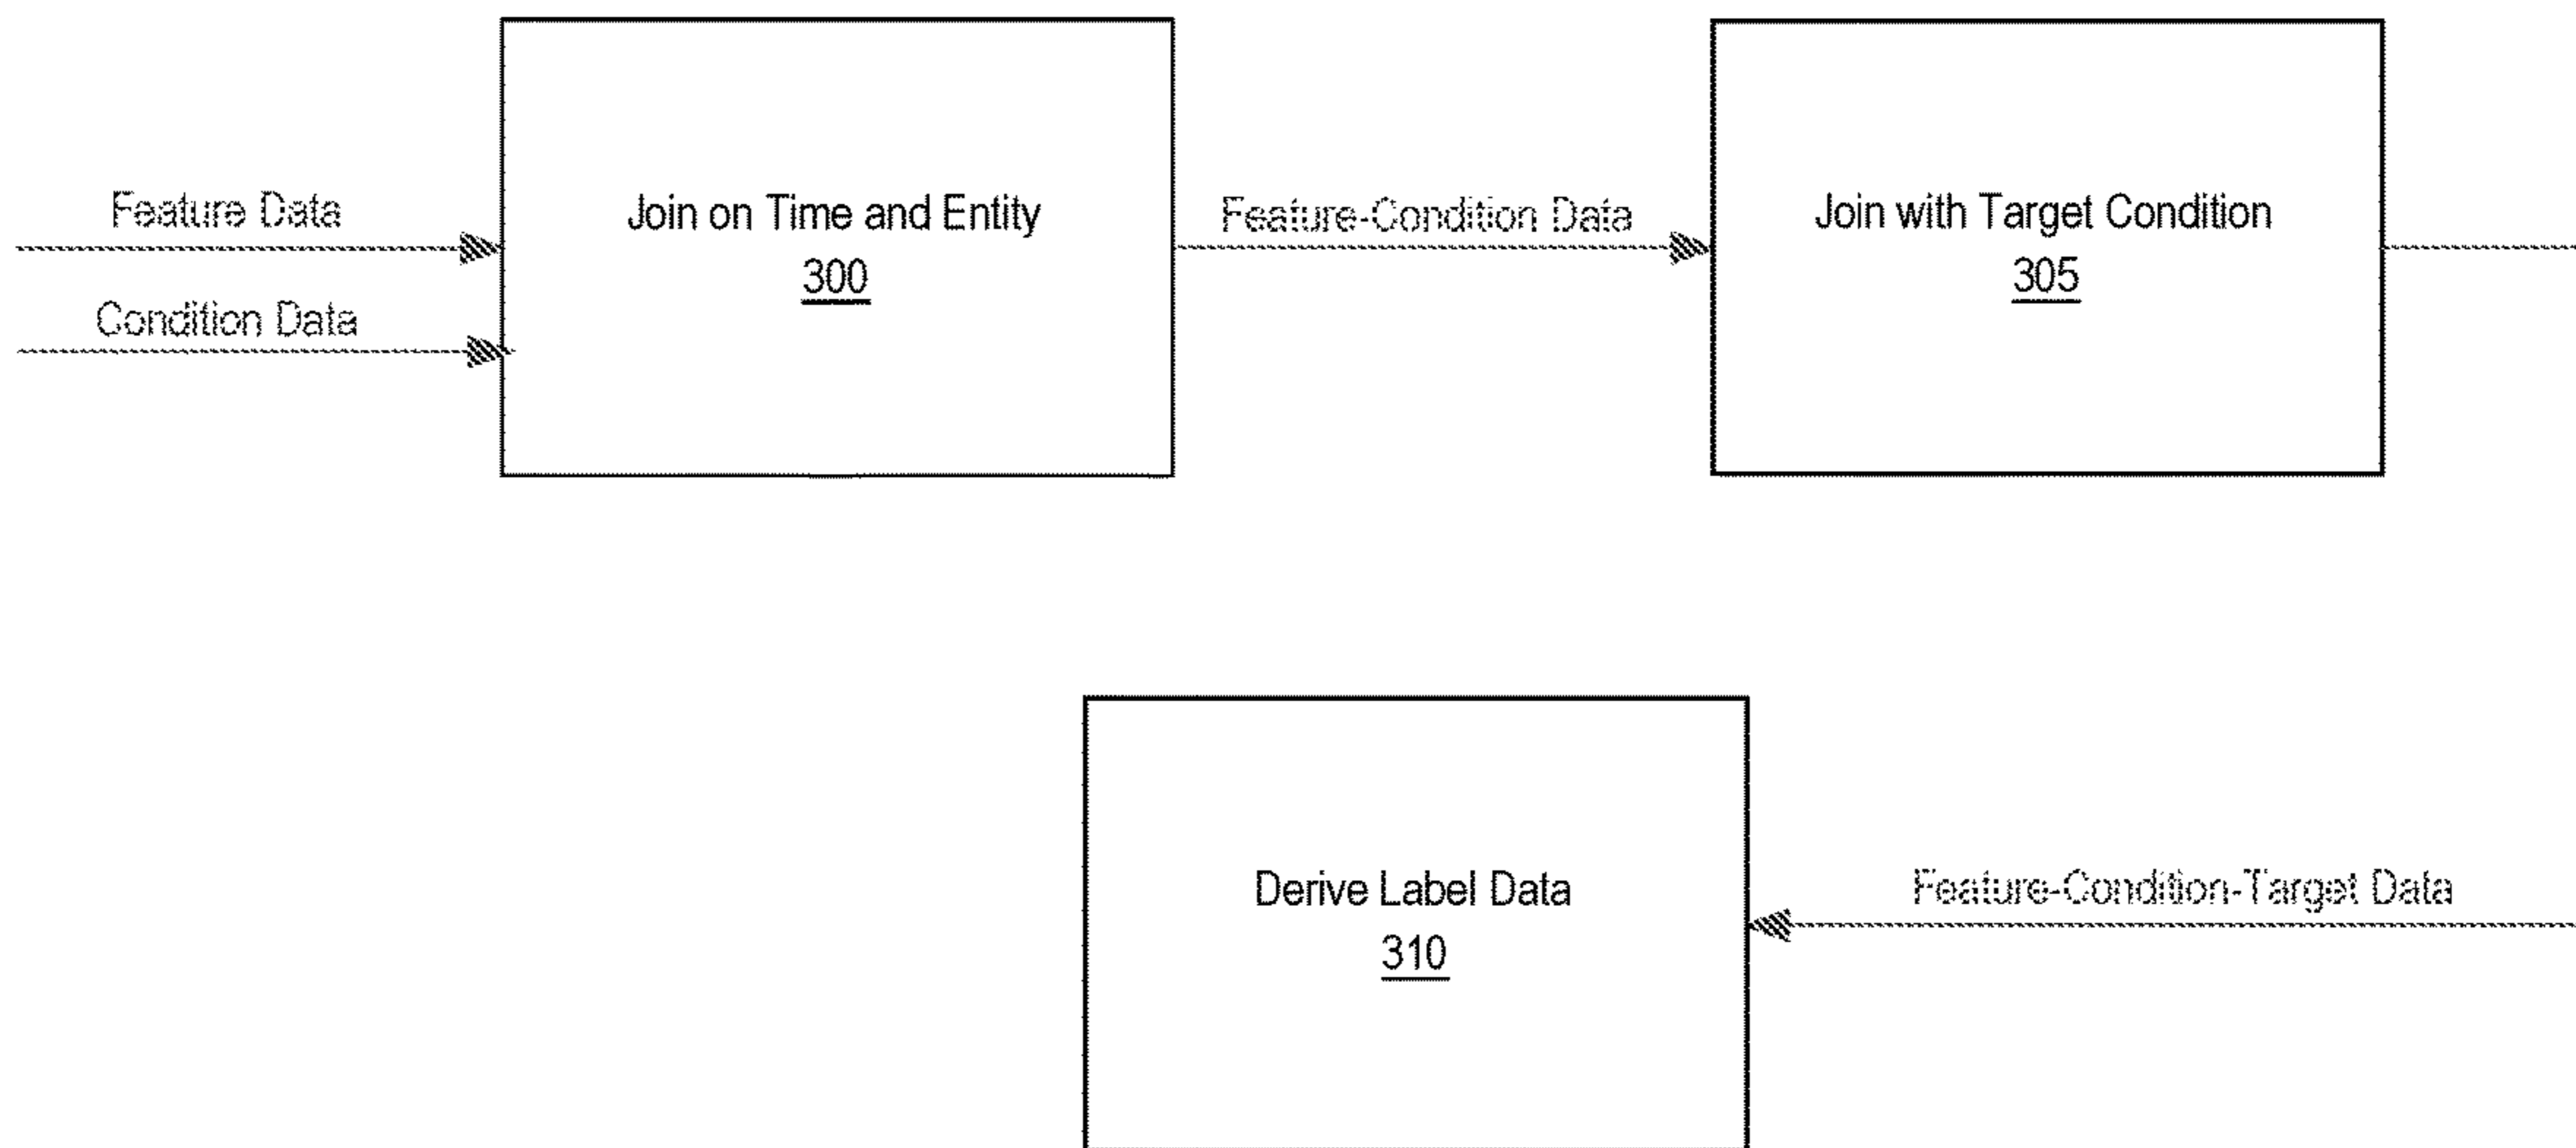 Feature Data
Condition Data
Join on Time and Entity
300
Feature-Condition Data
Join with Target Condition
305
Derive Label Data
310
Feature-Condition-Target Data